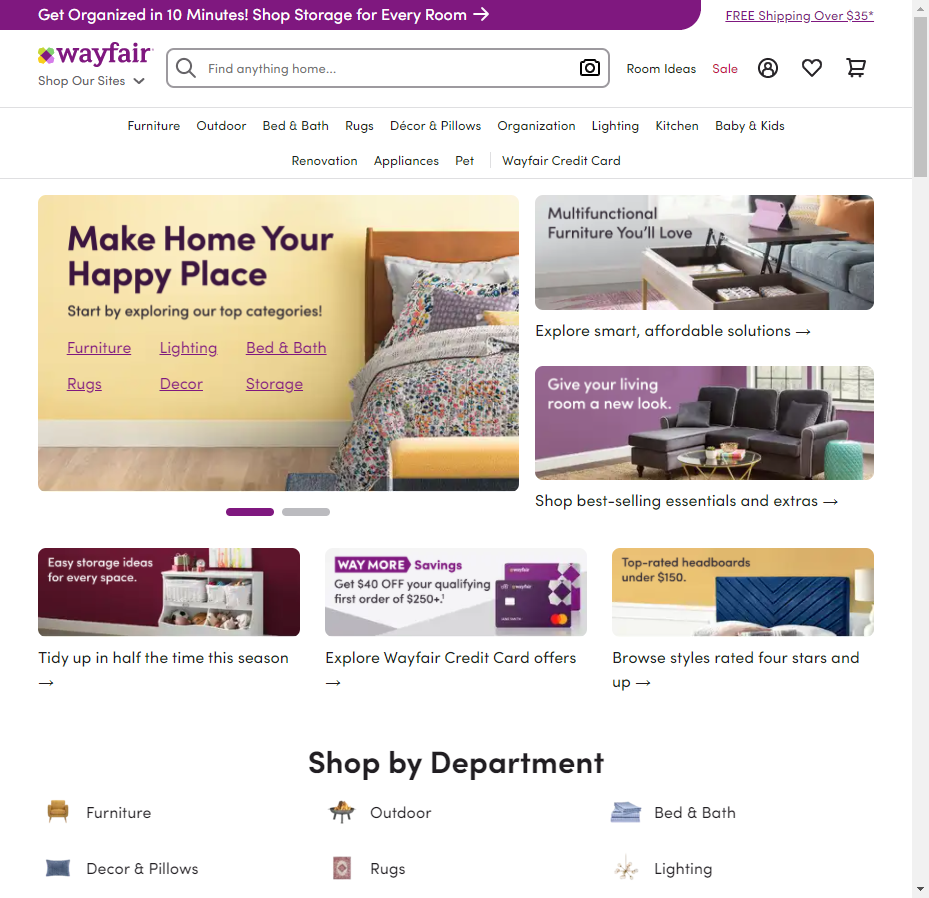 Get Organized in 10 Minutes! Shop Storage for Every Room →
FREE Shipping Over $35*
wayfair
Shop Our Sites
Find anything home...
Room Ideas
Sale
Furniture Outdoor Bed & Bath Rugs Décor & Pillows Organization Lighting Kitchen Baby & Kids
Renovation Appliances Pet Wayfair Credit Card
Make Home Your
Happy Place
Start by exploring our top categories!
Furniture Lighting Bed & Bath
Rugs Decor Storage
Multifunctional
Furniture You'll Love
Explore smart, affordable solutions →
Give your living
room a new look.
Shop best-selling essentials and extras →
Easy storage ideas
for every space.
Tidy up in half the time this season
→
WAY MORE Savings
Get $40 OFF your qualifying
first order of $250+.¹
Explore Wayfair Credit Card offers
→
Top-rated headboards
under $150.
Browse styles rated four stars and
up →
Shop by Department
Furniture Outdoor Bed & Bath
Decor & Pillows Rugs Lighting